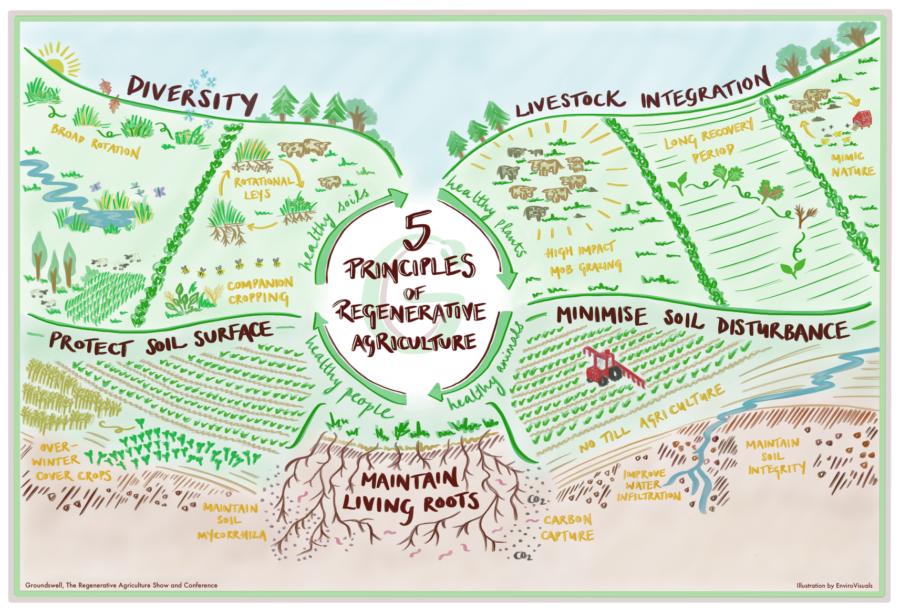 DIVERSITY
BROAD ROTATION
ROTATIONAL
LEYS
COMPANION
CROPPING
LIVESTOCK INTEGRATION
HIGH IMPACT
MOB GRAZING
LONG RECOVERY
PERIOD
MIMIC
NATURE
healthy soils
healthy plants
healthy animals
healthy people
5
PRINCIPLES
OF
REGENERATIVE
AGRICULTURE
PROTECT SOIL SURFACE
OVER-
WINTER
COVER CROPS
MAINTAIN
SOIL
MYCORRHIZA
MAINTAIN
LIVING ROOTS
CO2
CARBON
CAPTURE
CO2
MINIMISE SOIL DISTURBANCE
NO TILL AGRICULTURE
IMPROVE
WATER
INFILTRATION
MAINTAIN
SOIL
INTEGRITY
Groundswell, The Regenerative Agriculture Show and Conference
Illustration by EnviroVisuals